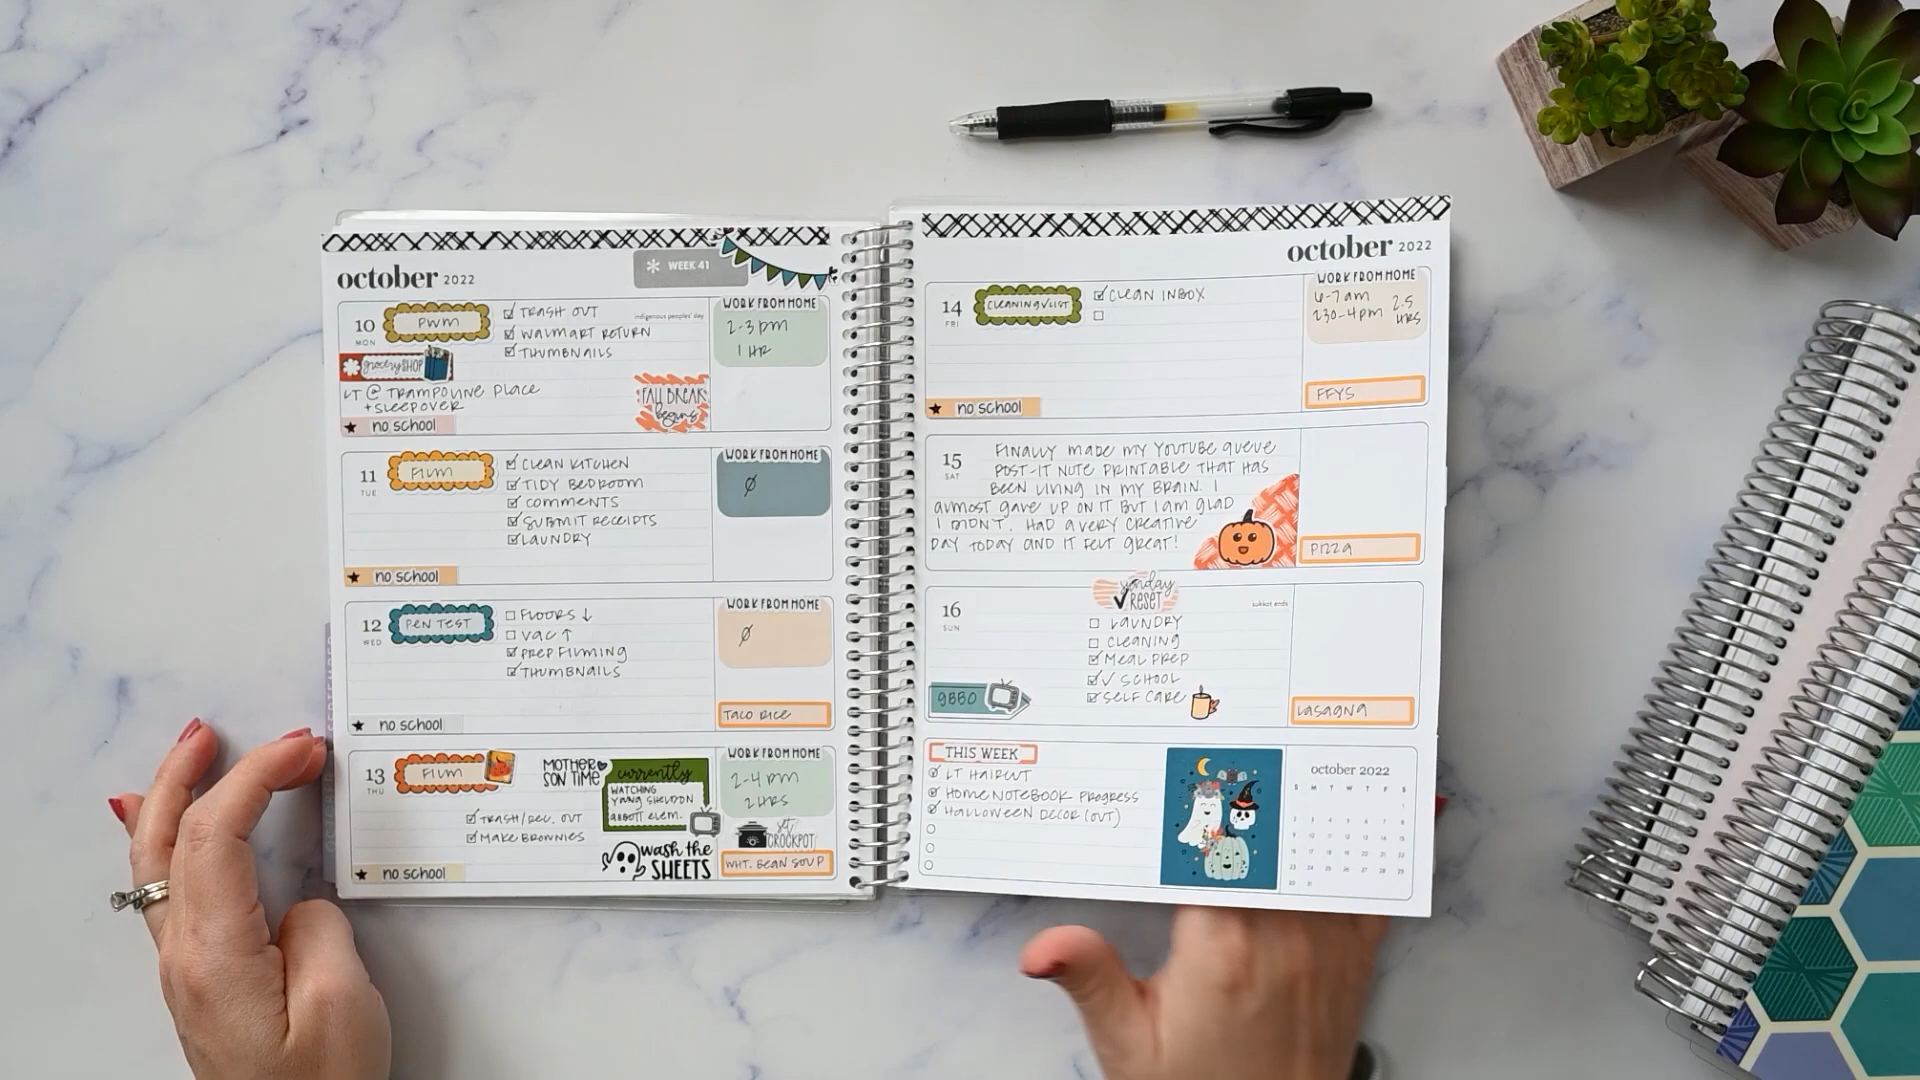 october 2022
* WEEK 41
10
MON
PWM
TRASH OUT
indigenous peoples' day
WALMART RETURN
THUMBNAILS
WORK FROM HOME
2-3pm
1 HR
grocery SHOP
LT @ TRAMPOLINE PLACE
+ SLEEPOVER
FALL BREAK
begins
no school
11
TUE
FILM
CLEAN KITCHEN
TIDY BEDROOM
COMMENTS
SUBMIT RECEIPTS
LAUNDRY
WORK FROM HOME
Ø
no school
12
WED
PEN TEST
FLOORS ↓
VAC ↑
PREP FILMING
THUMBNAILS
WORK FROM HOME
Ø
TACO RICE
no school
13
THU
FILM
TRASH/REC. OUT
MAKE BROWNIES
MOTHER
SON TIME
currently
WATCHING
YOUNG SHELDON
ABBOTT ELEM.
wash the
SHEETS
WORK FROM HOME
2-4pm
2 HRS
CROCKPOT
WHT. BEAN SOUP
no school
october 2022
14
FRI
CLEANING √ LIST
CLEAN INBOX
WORK FROM HOME
6-7am
230-4pm
2.5
HRS
FFYS
no school
15
SAT
FINALLY MADE MY YOUTUBE QUEUE
POST-IT NOTE PRINTABLE THAT HAS
BEEN LIVING IN MY BRAIN. I
ALMOST GAVE UP ON IT BUT I AM GLAD
I DIDN'T. HAD A VERY CREATIVE
DAY TODAY AND IT FELT GREAT!
PIZZA
16
SUN
sunday
RESET
sukkot ends
LAUNDRY
CLEANING
MEAL PREP
√ SCHOOL
SELF CARE
GBBO
LASAGNA
THIS WEEK
LT HAIRCUT
HOME NOTEBOOK PROGRESS
HALLOWEEN DECOR (OUT)
october 2022